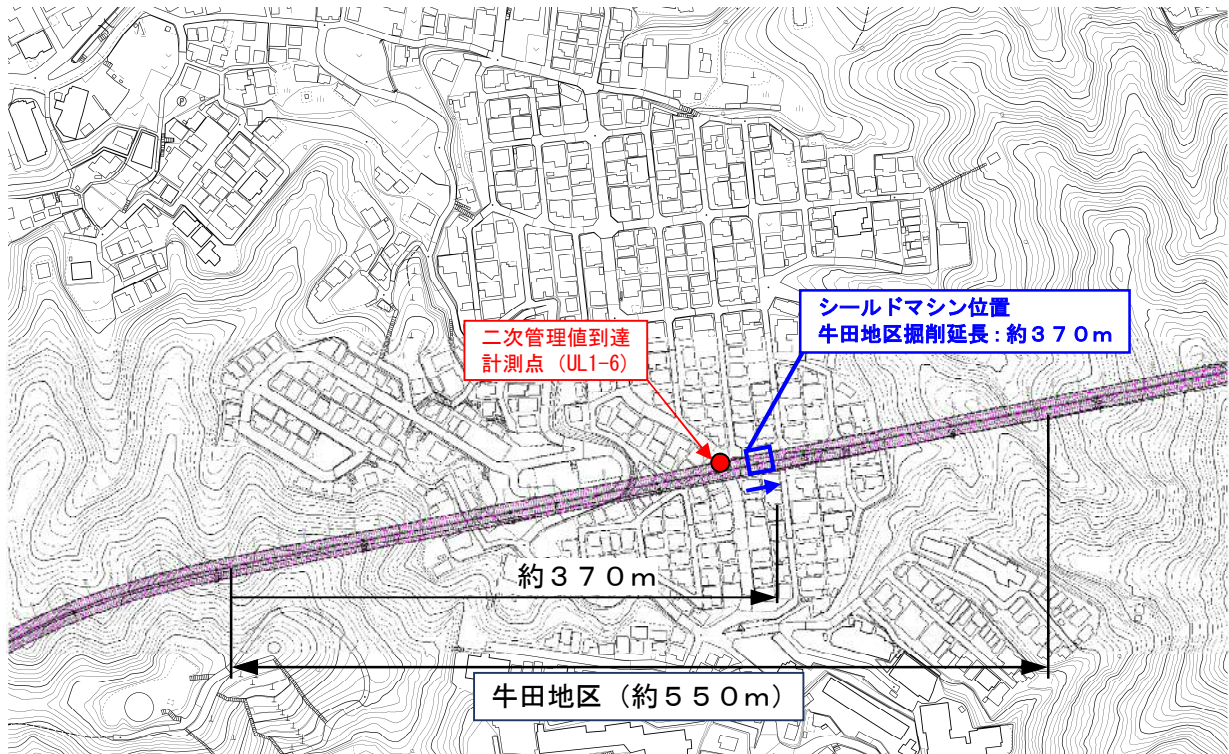 シールドマシン位置
牛田地区掘削延長：約３７０ｍ
二次管理値到達
計測点（UL1-6）
約３７０ｍ
牛田地区（約５５０ｍ）